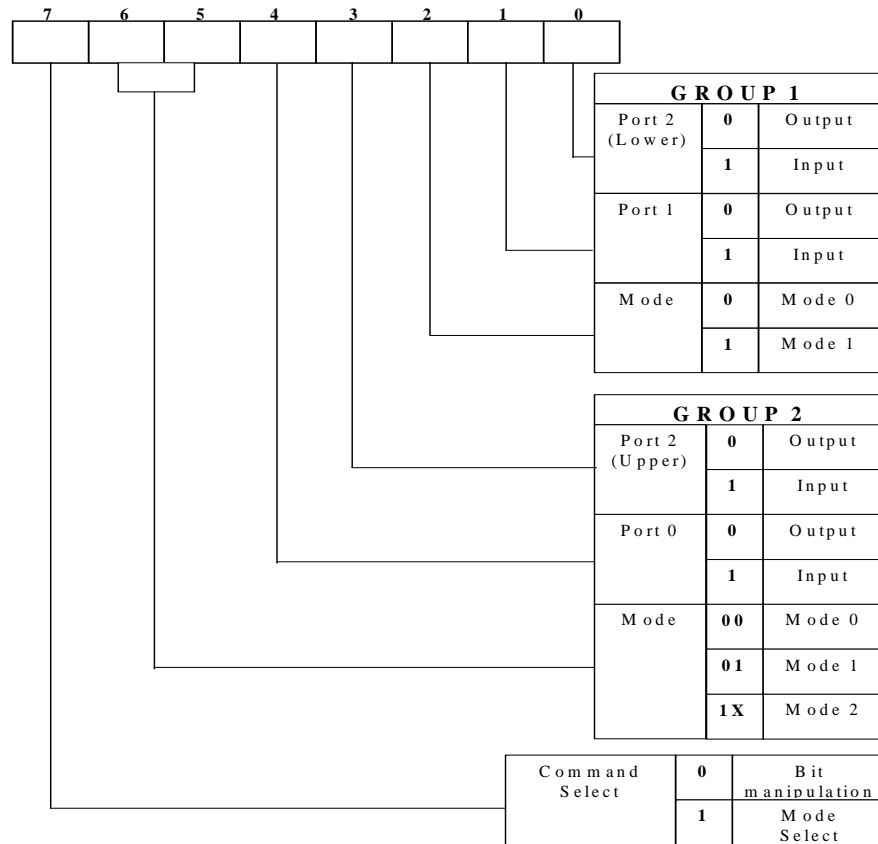 7 6 5 4 3 2 1 0
GROUP 1
Port 2 0 Output
(Lower)
1 Input
Port 1 0 Output
1 Input
Mode 0 Mode 0
1 Mode 1
GROUP 2
Port 2 0 Output
(Upper)
1 Input
Port 0 0 Output
1 Input
Mode 00 Mode 0
01 Mode 1
1X Mode 2
Command 0 Bit
Select manipulation
1 Mode
Select